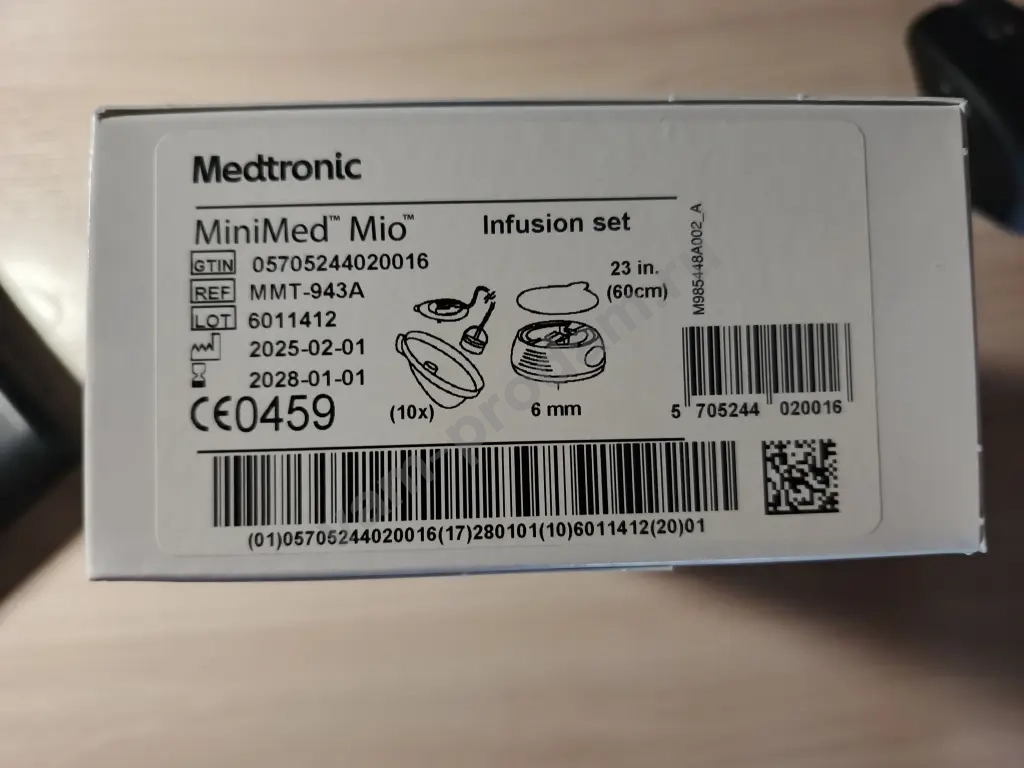 Medtronic
MiniMed™ Mio™ Infusion set
GTIN 05705244020016
REF MMT-943A
LOT 6011412
2025-02-01
2028-01-01
CE0459
(10x)
23 in.
(60cm)
6 mm
M985448A002_A
5 705244 020016
(01)05705244020016(17)280101(10)6011412(20)01